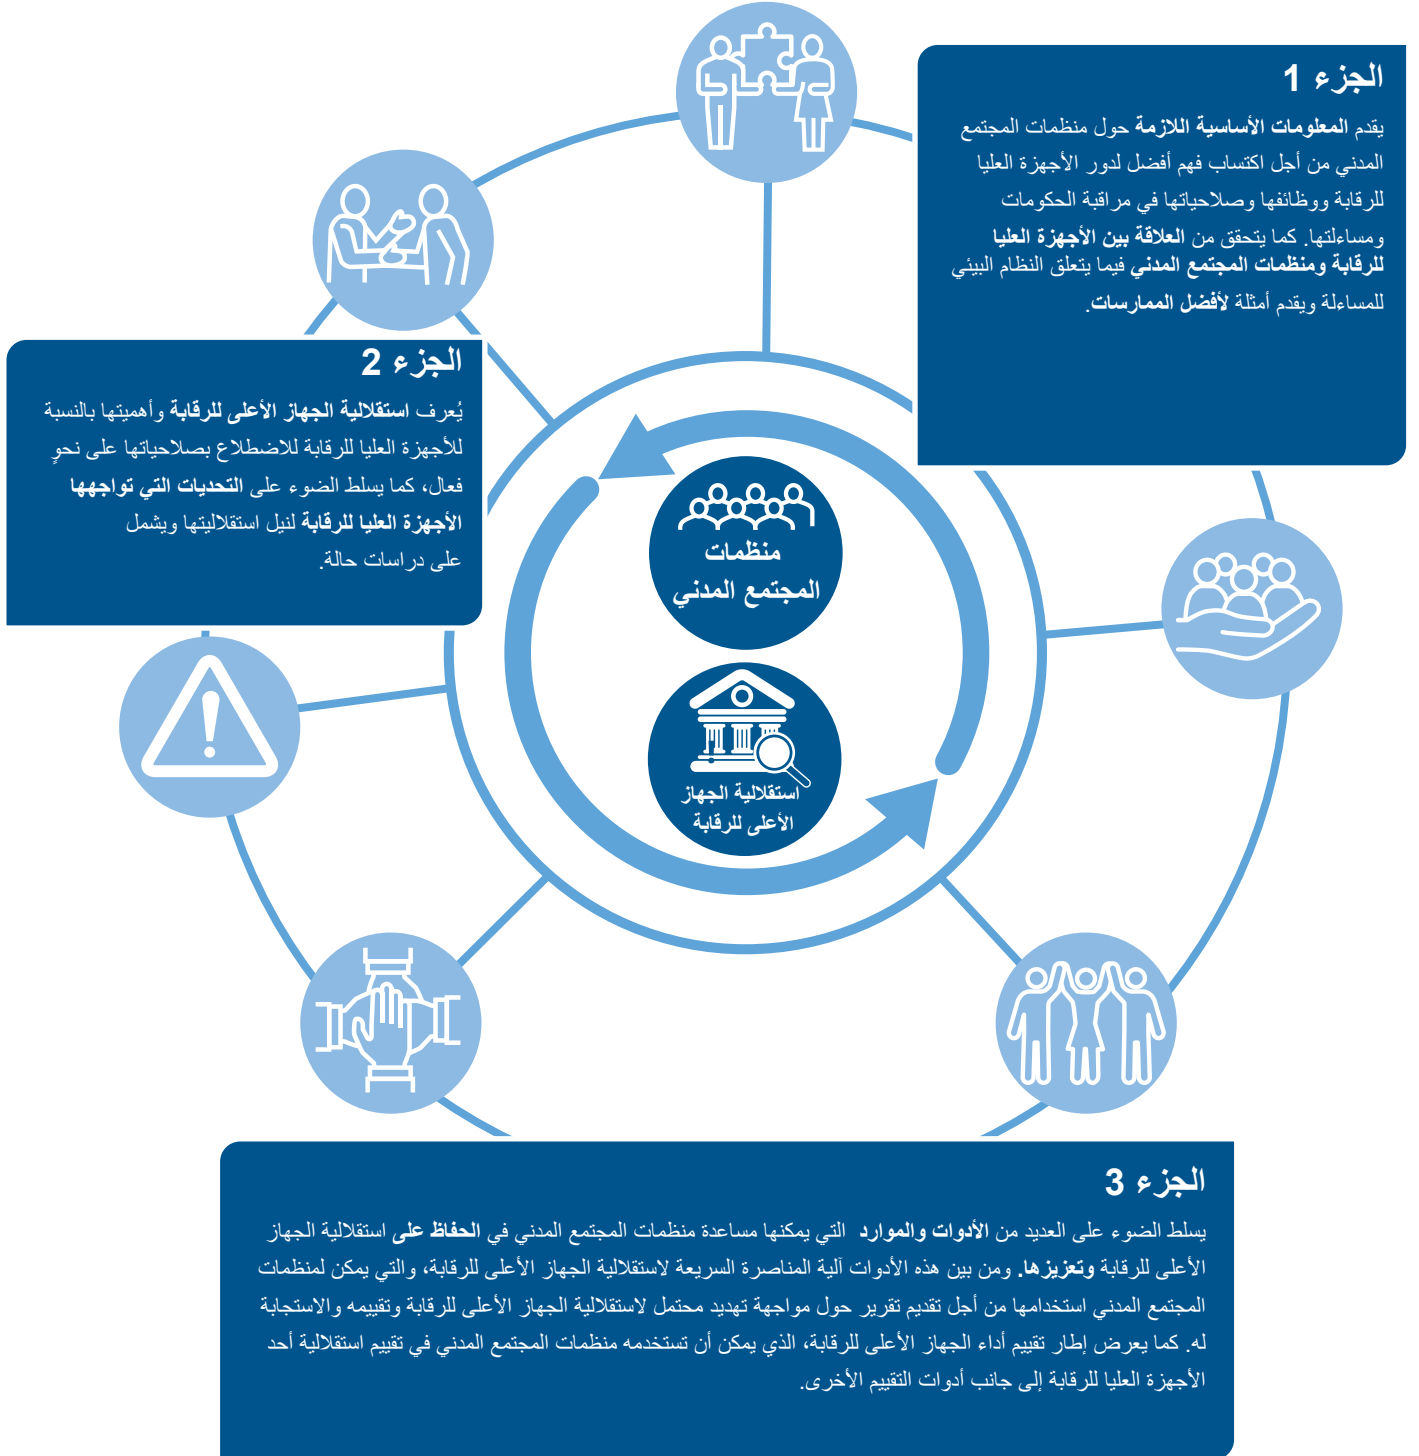 الجزء 1
يقدم المعلومات الأساسية اللازمة حول منظمات المجتمع
المدني من أجل اكتساب فهم أفضل لدور الأجهزة العليا
للرقابة ووظائفها وصلاحياتها في مراقبة الحكومات
ومساءلتها. كما يتحقق من العلاقة بين الأجهزة العليا
للرقابة ومنظمات المجتمع المدني فيما يتعلق النظام البيئي
للمساءلة ويقدم أمثلة لأفضل الممارسات.
الجزء 2
يُعرف استقلالية الجهاز الأعلى للرقابة وأهميتها بالنسبة
للأجهزة العليا للرقابة للاضطلاع بصلاحياتها على نحوٍ
فعال، كما يسلط الضوء على التحديات التي تواجهها
الأجهزة العليا للرقابة لنيل استقلاليتها ويشمل
على دراسات حالة.
منظمات
المجتمع المدني
استقلالية الجهاز
الأعلى للرقابة
الجزء 3
يسلط الضوء على العديد من الأدوات والموارد التي يمكنها مساعدة منظمات المجتمع المدني في الحفاظ على استقلالية الجهاز
الأعلى للرقابة وتعزيزها. ومن بين هذه الأدوات آلية المناصرة السريعة لاستقلالية الجهاز الأعلى للرقابة، والتي يمكن لمنظمات
المجتمع المدني استخدامها من أجل تقديم تقرير حول مواجهة تهديد محتمل لاستقلالية الجهاز الأعلى للرقابة وتقييمه والاستجابة
له. كما يعرض إطار تقييم أداء الجهاز الأعلى للرقابة، الذي يمكن أن تستخدمه منظمات المجتمع المدني في تقييم استقلالية أحد
الأجهزة العليا للرقابة إلى جانب أدوات التقييم الأخرى.